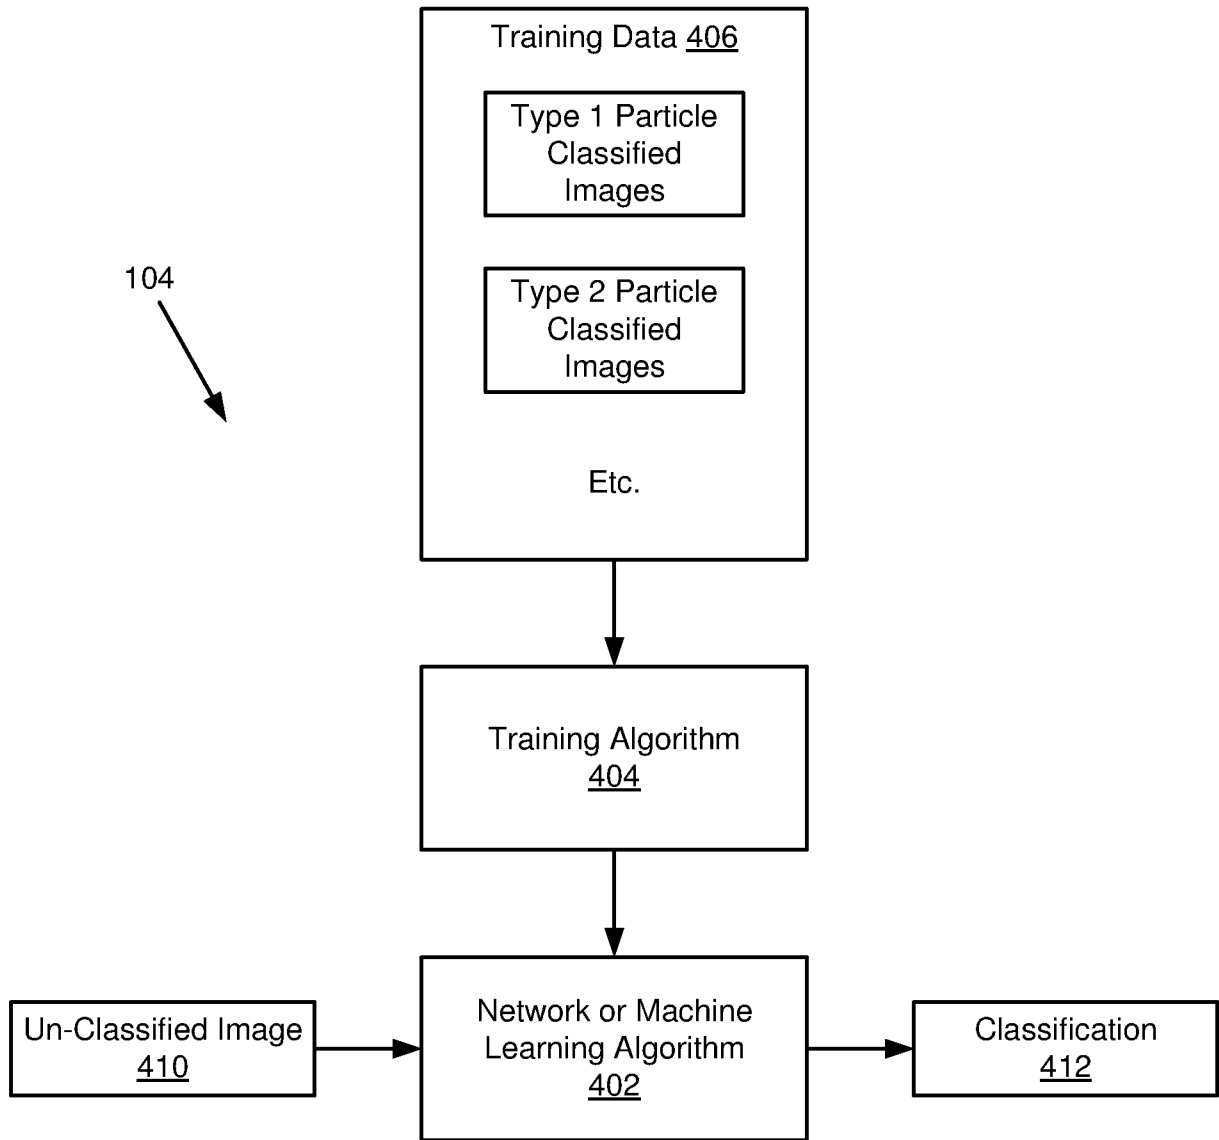 Training Data 406
Type 1 Particle
Classified
Images
104
Type 2 Particle
Classified
Images
Etc.
Training Algorithm
404
Network or Machine
Learning Algorithm
402
Un-Classified Image
410
Classification
412